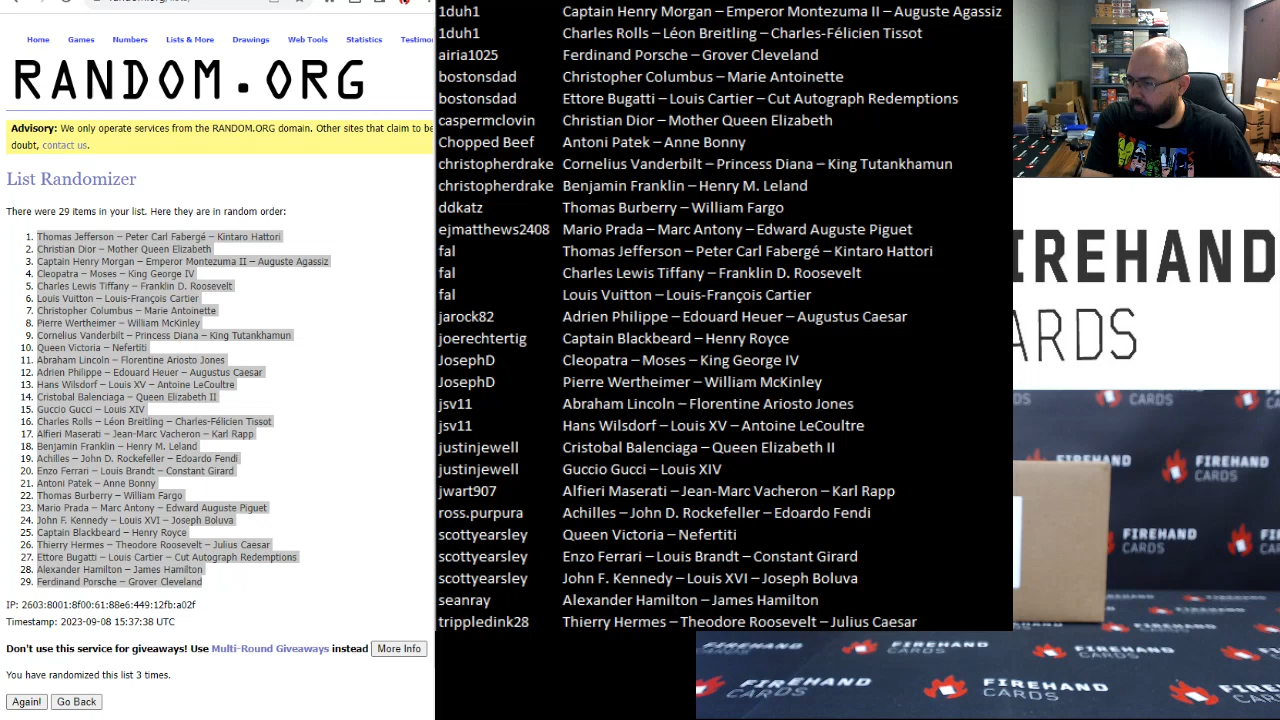 Home Games Numbers Lists & More Drawings Web Tools Statistics
RANDOM.ORG
Advisory: We only operate services from the RANDOM.ORG domain. Other sites that claim to be
doubt, contact us.
List Randomizer
There were 29 items in your list. Here they are in random order:
1. Thomas Jefferson – Peter Carl Fabergé – Kintaro Hattori
2. Christian Dior – Mother Queen Elizabeth
3. Captain Henry Morgan – Emperor Montezuma II – Auguste Agassiz
4. Cleopatra – Moses – King George IV
5. Charles Lewis Tiffany – Franklin D. Roosevelt
6. Louis Vuitton – Louis-François Cartier
7. Christopher Columbus – Marie Antoinette
8. Pierre Wertheimer – William McKinley
9. Cornelius Vanderbilt – Princess Diana – King Tutankhamun
10. Queen Victoria – Nefertiti
11. Abraham Lincoln – Florentine Ariosto Jones
12. Adrien Philippe – Edouard Heuer – Augustus Caesar
13. Hans Wilsdorf – Louis XV – Antoine LeCoultre
14. Cristobal Balenciaga – Queen Elizabeth II
15. Guccio Gucci – Louis XIV
16. Charles Rolls – Léon Breitling – Charles-Félicien Tissot
17. Alfieri Maserati – Jean-Marc Vacheron – Karl Rapp
18. Benjamin Franklin – Henry M. Leland
19. Achilles – John D. Rockefeller – Edoardo Fendi
20. Enzo Ferrari – Louis Brandt – Constant Girard
21. Antoni Patek – Anne Bonny
22. Thomas Burberry – William Fargo
23. Mario Prada – Marc Antony – Edward Auguste Piguet
24. John F. Kennedy – Louis XVI – Joseph Boluva
25. Captain Blackbeard – Henry Royce
26. Thierry Hermes – Theodore Roosevelt – Julius Caesar
27. Ettore Bugatti – Louis Cartier – Cut Autograph Redemptions
28. Alexander Hamilton – James Hamilton
29. Ferdinand Porsche – Grover Cleveland
IP: 2603:8001:8f00:61:88e6:449:12fb:a02f
Timestamp: 2023-09-08 15:37:38 UTC
Don't use this service for giveaways! Use Multi-Round Giveaways instead More Info
You have randomized this list 3 times.
Again! Go Back
1duh1 Captain Henry Morgan – Emperor Montezuma II – Auguste Agassiz
1duh1 Charles Rolls – Léon Breitling – Charles-Félicien Tissot
airia1025 Ferdinand Porsche – Grover Cleveland
bostonsdad Christopher Columbus – Marie Antoinette
bostonsdad Ettore Bugatti – Louis Cartier – Cut Autograph Redemptions
caspermclovin Christian Dior – Mother Queen Elizabeth
Chopped Beef Antoni Patek – Anne Bonny
christopherdrake Cornelius Vanderbilt – Princess Diana – King Tutankhamun
christopherdrake Benjamin Franklin – Henry M. Leland
ddkatz Thomas Burberry – William Fargo
ejmatthews2408 Mario Prada – Marc Antony – Edward Auguste Piguet
fal Thomas Jefferson – Peter Carl Fabergé – Kintaro Hattori
fal Charles Lewis Tiffany – Franklin D. Roosevelt
fal Louis Vuitton – Louis-François Cartier
jarock82 Adrien Philippe – Edouard Heuer – Augustus Caesar
joerechtertig Captain Blackbeard – Henry Royce
JosephD Cleopatra – Moses – King George IV
JosephD Pierre Wertheimer – William McKinley
jsv11 Abraham Lincoln – Florentine Ariosto Jones
jsv11 Hans Wilsdorf – Louis XV – Antoine LeCoultre
justinjewell Cristobal Balenciaga – Queen Elizabeth II
justinjewell Guccio Gucci – Louis XIV
jwart907 Alfieri Maserati – Jean-Marc Vacheron – Karl Rapp
ross.purpura Achilles – John D. Rockefeller – Edoardo Fendi
scottyearsley Queen Victoria – Nefertiti
scottyearsley Enzo Ferrari – Louis Brandt – Constant Girard
scottyearsley John F. Kennedy – Louis XVI – Joseph Boluva
seanray Alexander Hamilton – James Hamilton
trippledink28 Thierry Hermes – Theodore Roosevelt – Julius Caesar
IREHAND
ARDS
FIREHAND
CARDS
FIREHAND
CARDS
FIREHAND
CARDS
FIREHAND
CARDS
FIREHAND
CARDS
FIREHAND
CARDS